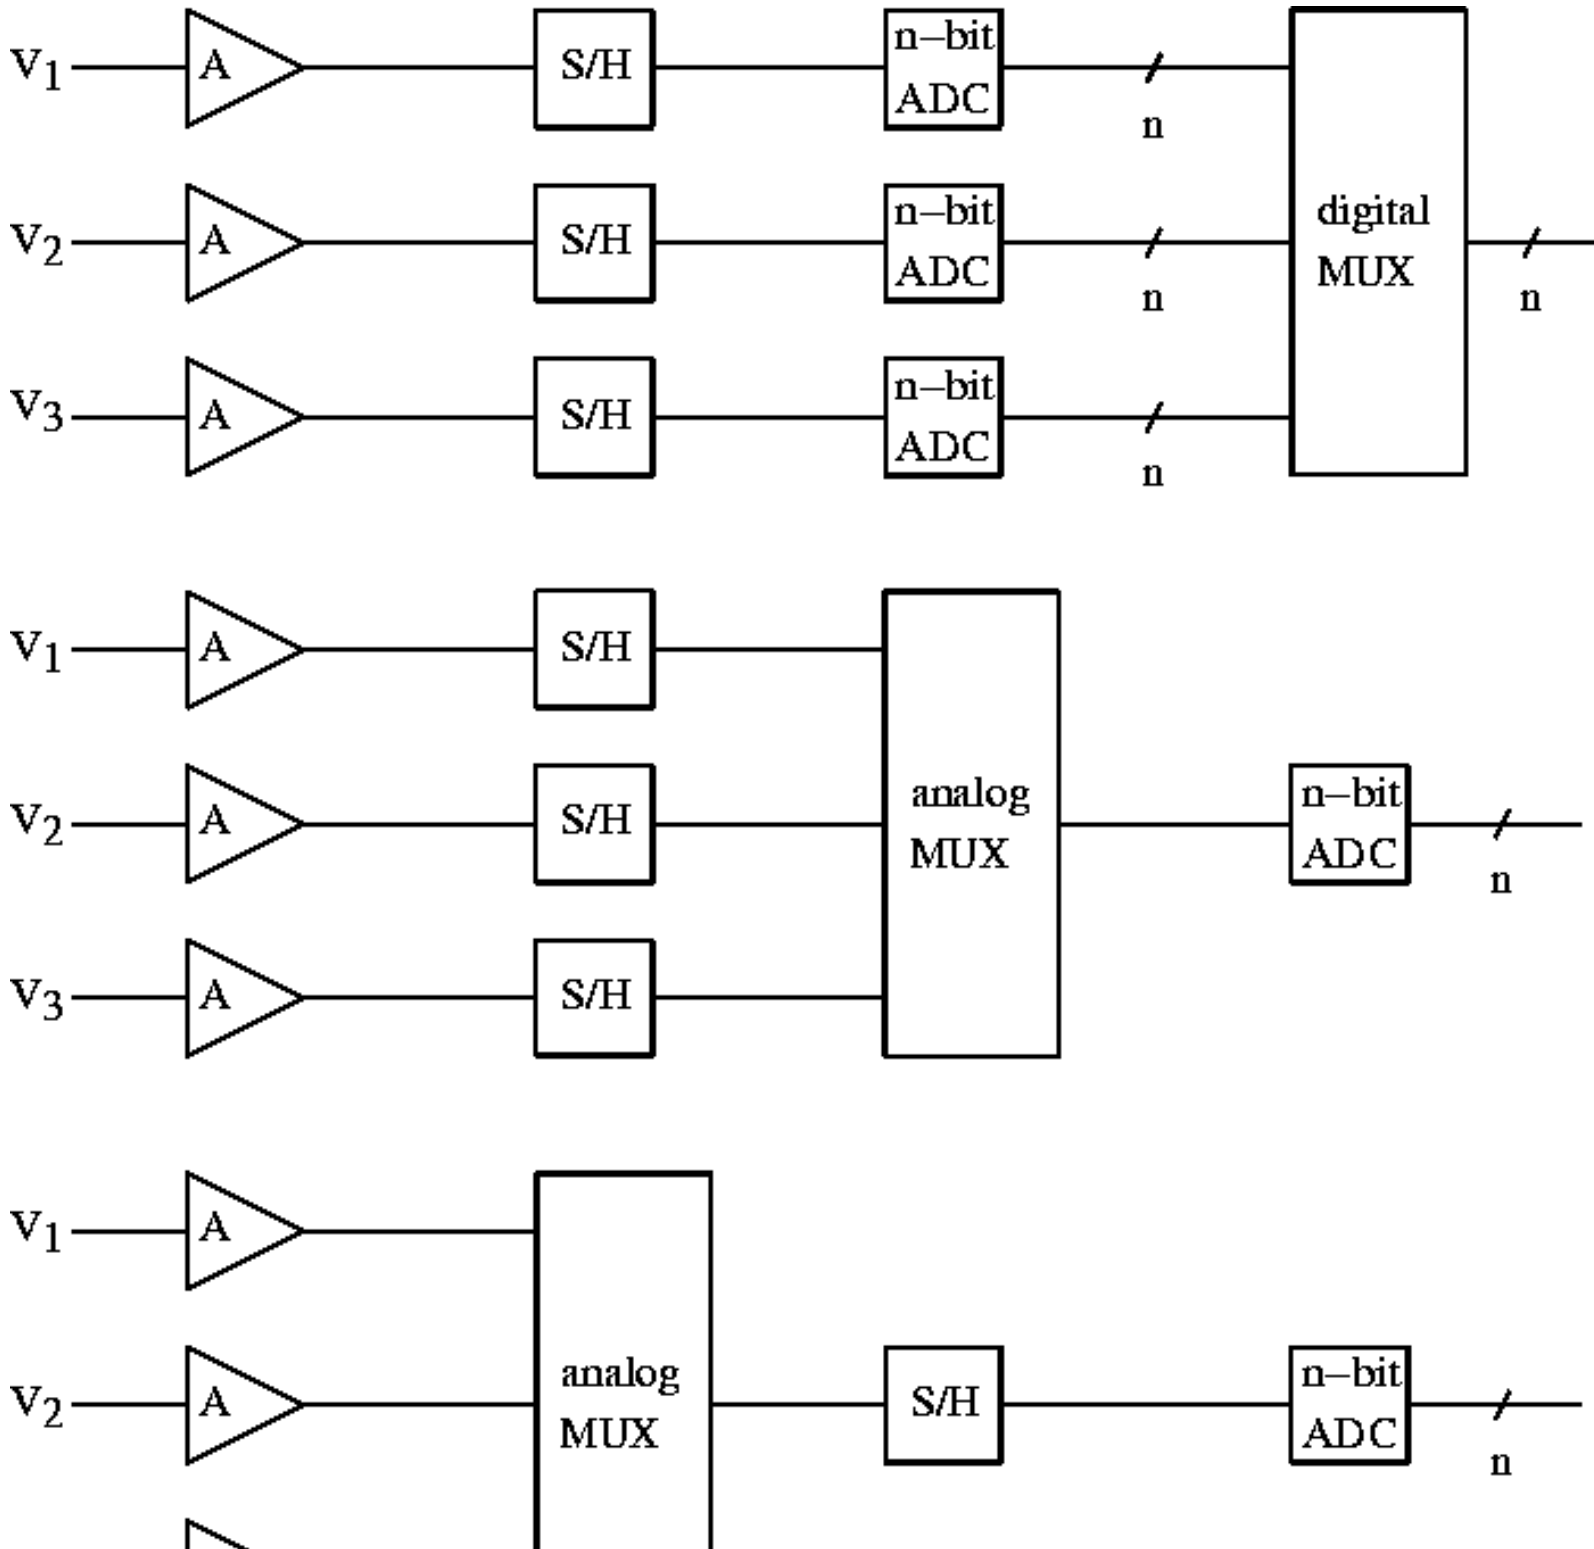 V1 A S/H n–bit ADC n
V2 A S/H n–bit ADC n digital MUX n
V3 A S/H n–bit ADC n
V1 A S/H
V2 A S/H analog MUX n–bit ADC n
V3 A S/H
V1 A
V2 A analog MUX S/H n–bit ADC n